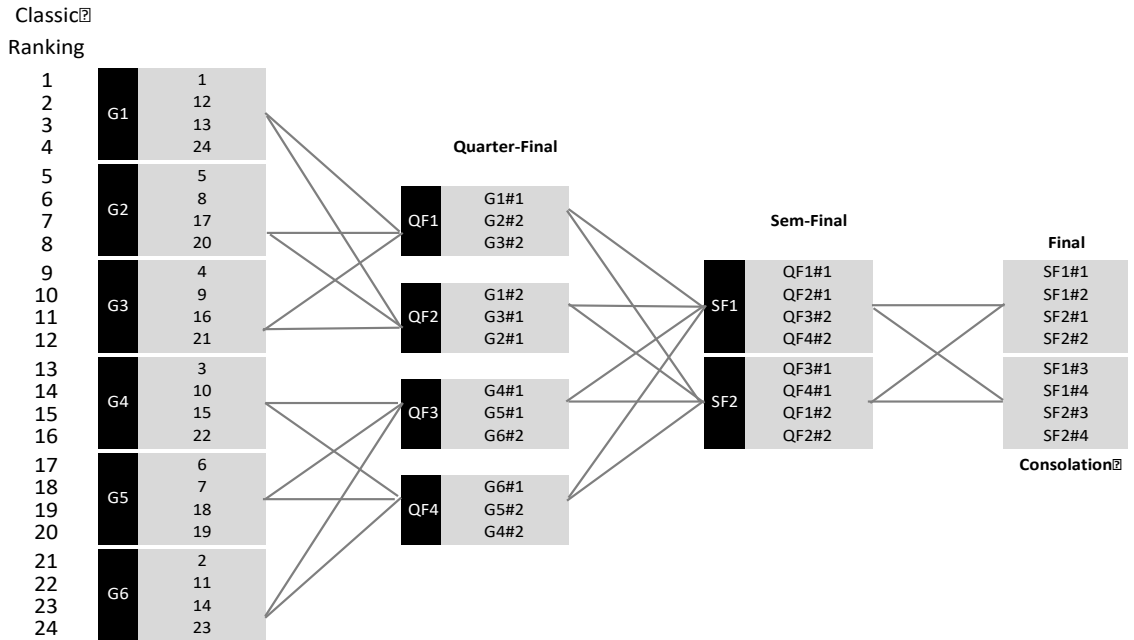 Classic⍰
Ranking
1
2
3
4
5
6
7
8
9
10
11
12
13
14
15
16
17
18
19
20
21
22
23
24
G1
1
12
13
24
G2
5
8
17
20
G3
4
9
16
21
G4
3
10
15
22
G5
6
7
18
19
G6
2
11
14
23
Quarter-Final
QF1
G1#1
G2#2
G3#2
QF2
G1#2
G3#1
G2#1
QF3
G4#1
G5#1
G6#2
QF4
G6#1
G5#2
G4#2
Sem-Final
SF1
QF1#1
QF2#1
QF3#2
QF4#2
SF2
QF3#1
QF4#1
QF1#2
QF2#2
Final
SF1#1
SF1#2
SF2#1
SF2#2
SF1#3
SF1#4
SF2#3
SF2#4
Consolation⍰